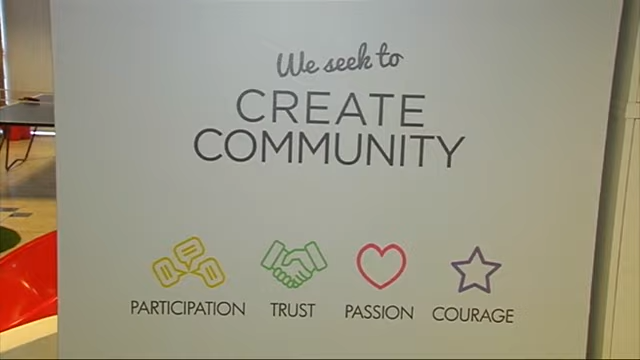 We seek to
CREATE
COMMUNITY
PARTICIPATION TRUST PASSION COURAGE